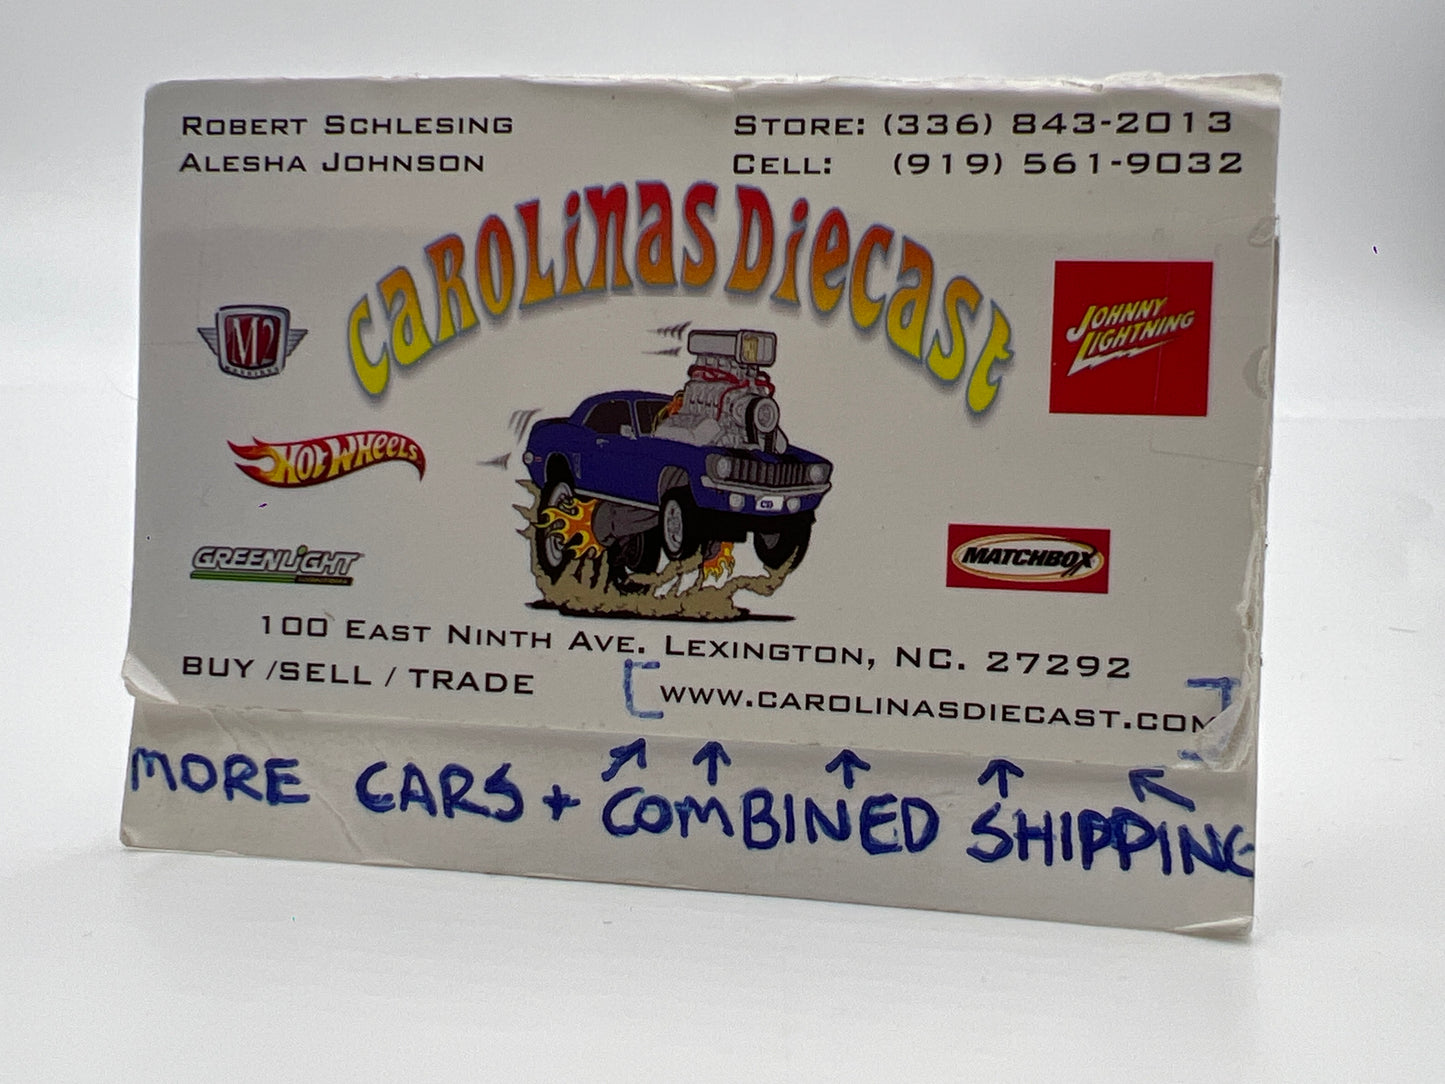 ROBERT SCHLESING
ALESHA JOHNSON
STORE: (336) 843-2013
CELL: (919) 561-9032
CAROLINAS DIECAST
M2
JOHNNY LIGHTNING
HOT WHEELS
GREENLIGHT
MATCHBOX
100 EAST NINTH AVE. LEXINGTON, NC. 27292
BUY /SELL / TRADE
WWW.CAROLINASDIECAST.COM
MORE CARS + COMBINED SHIPPING